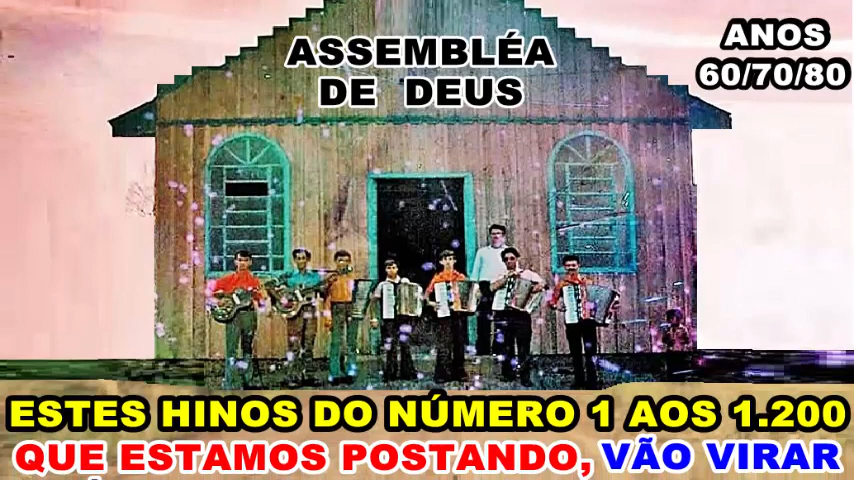 ASSEMBLÉA
DE DEUS
ANOS
60/70/80
ESTES HINOS DO NÚMERO 1 AOS 1.200
QUE ESTAMOS POSTANDO, VÃO VIRAR